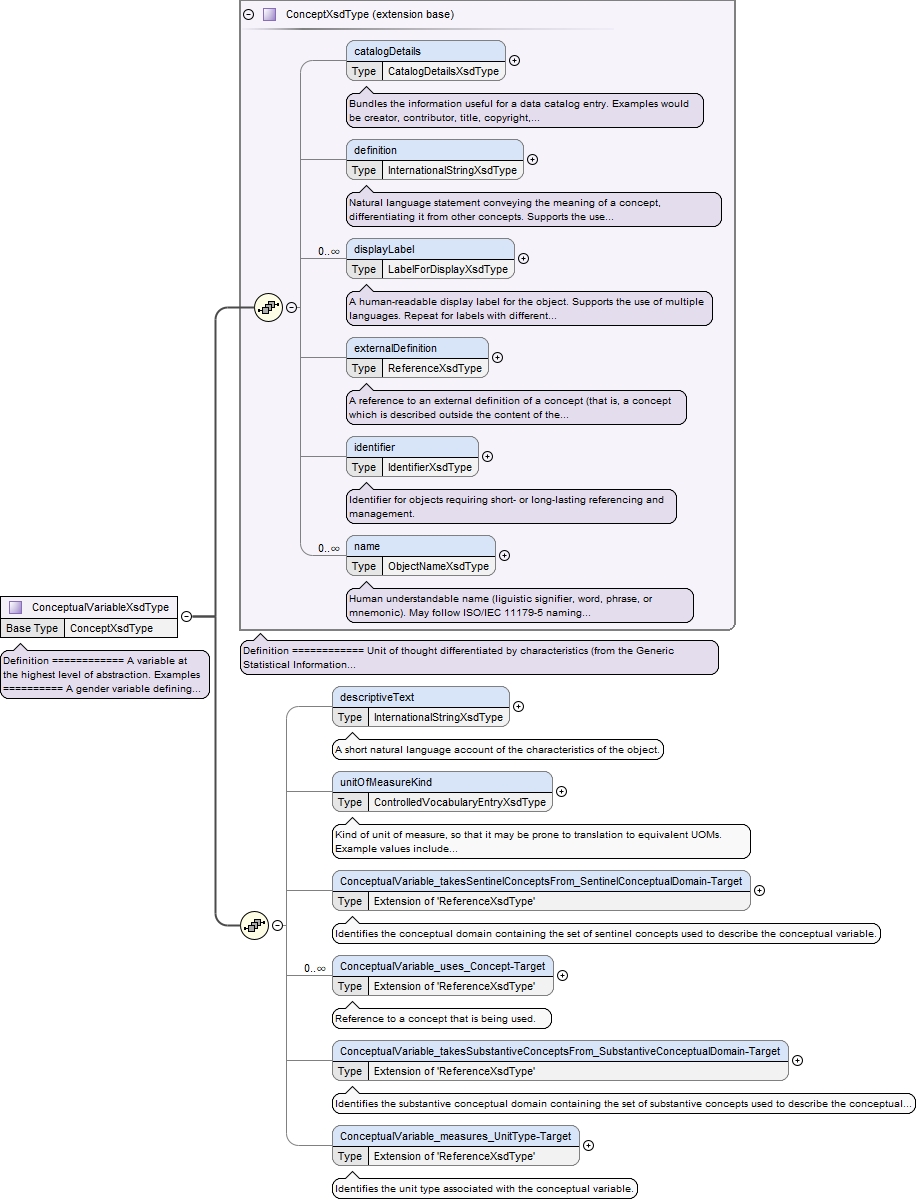 ConceptXsdType (extension base)
catalogDetails
Type CatalogDetailsXsdType
Bundles the information useful for a data catalog entry. Examples would
be creator, contributor, title, copyright,...
definition
Type InternationalStringXsdType
Natural language statement conveying the meaning of a concept,
differentiating it from other concepts. Supports the use...
0..∞
displayLabel
Type LabelForDisplayXsdType
A human-readable display label for the object. Supports the use of multiple
languages. Repeat for labels with different...
externalDefinition
Type ReferenceXsdType
A reference to an external definition of a concept (that is, a concept
which is described outside the content of the...
identifier
Type IdentifierXsdType
Identifier for objects requiring short- or long-lasting referencing and
management.
0..∞
name
Type ObjectNameXsdType
Human understandable name (liguistic signifier, word, phrase, or
mnemonic). May follow ISO/IEC 11179-5 naming...
ConceptualVariableXsdType
Base Type ConceptXsdType
Definition ============ A variable at
the highest level of abstraction. Examples
========== A gender variable defining...
Definition ============ Unit of thought differentiated by characteristics (from the Generic
Statistical Information...
descriptiveText
Type InternationalStringXsdType
A short natural language account of the characteristics of the object.
unitOfMeasureKind
Type ControlledVocabularyEntryXsdType
Kind of unit of measure, so that it may be prone to translation to equivalent UOMs.
Example values include...
ConceptualVariable_takesSentinelConceptsFrom_SentinelConceptualDomain-Target
Type Extension of 'ReferenceXsdType'
Identifies the conceptual domain containing the set of sentinel concepts used to describe the conceptual variable.
0..∞
ConceptualVariable_uses_Concept-Target
Type Extension of 'ReferenceXsdType'
Reference to a concept that is being used.
ConceptualVariable_takesSubstantiveConceptsFrom_SubstantiveConceptualDomain-Target
Type Extension of 'ReferenceXsdType'
Identifies the substantive conceptual domain containing the set of substantive concepts used to describe the conceptual...
ConceptualVariable_measures_UnitType-Target
Type Extension of 'ReferenceXsdType'
Identifies the unit type associated with the conceptual variable.